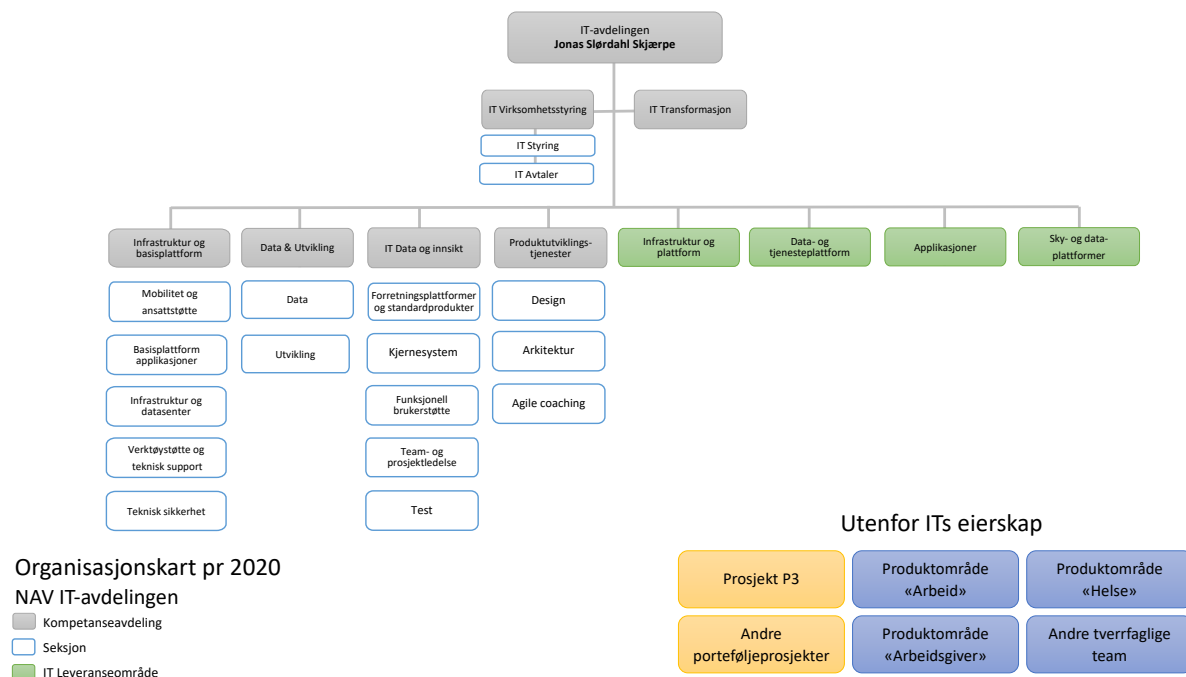 IT-avdelingen
Jonas Slørdahl Skjærpe
IT Virksomhetsstyring
IT Transformasjon
IT Styring
IT Avtaler
Infrastruktur og
basisplattform
Data & Utvikling
IT Data og innsikt
Produktutviklings-
tjenester
Infrastruktur og
plattform
Data- og
tjenesteplattform
Applikasjoner
Sky- og data-
plattformer
Mobilitet og
ansattstøtte
Basisplattform
applikasjoner
Infrastruktur og
datasenter
Verktøystøtte og
teknisk support
Teknisk sikkerhet
Data
Utvikling
Forretningsplattformer
og standardprodukter
Kjernesystem
Funksjonell
brukerstøtte
Team- og
prosjektledelse
Test
Design
Arkitektur
Agile coaching
Organisasjonskart pr 2020
NAV IT-avdelingen
Kompetanseavdeling
Seksjon
IT Leveranseområde
Utenfor ITs eierskap
Prosjekt P3
Produktområde
«Arbeid»
Produktområde
«Helse»
Andre
porteføljeprosjekter
Produktområde
«Arbeidsgiver»
Andre tverrfaglige
team